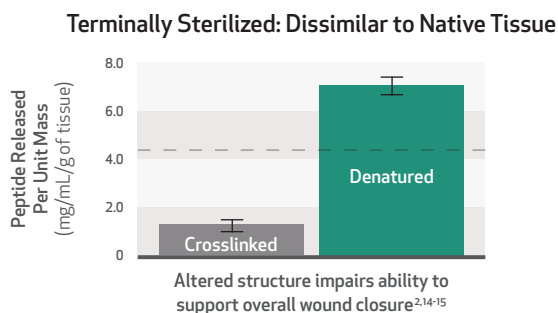 Terminally Sterilized: Dissimilar to Native Tissue
Peptide Released
Per Unit Mass
(mg/mL/g of tissue)
8.0
6.0
4.0
2.0
0
Crosslinked
Denatured
Altered structure impairs ability to
support overall wound closure²,¹⁴⁻¹⁵